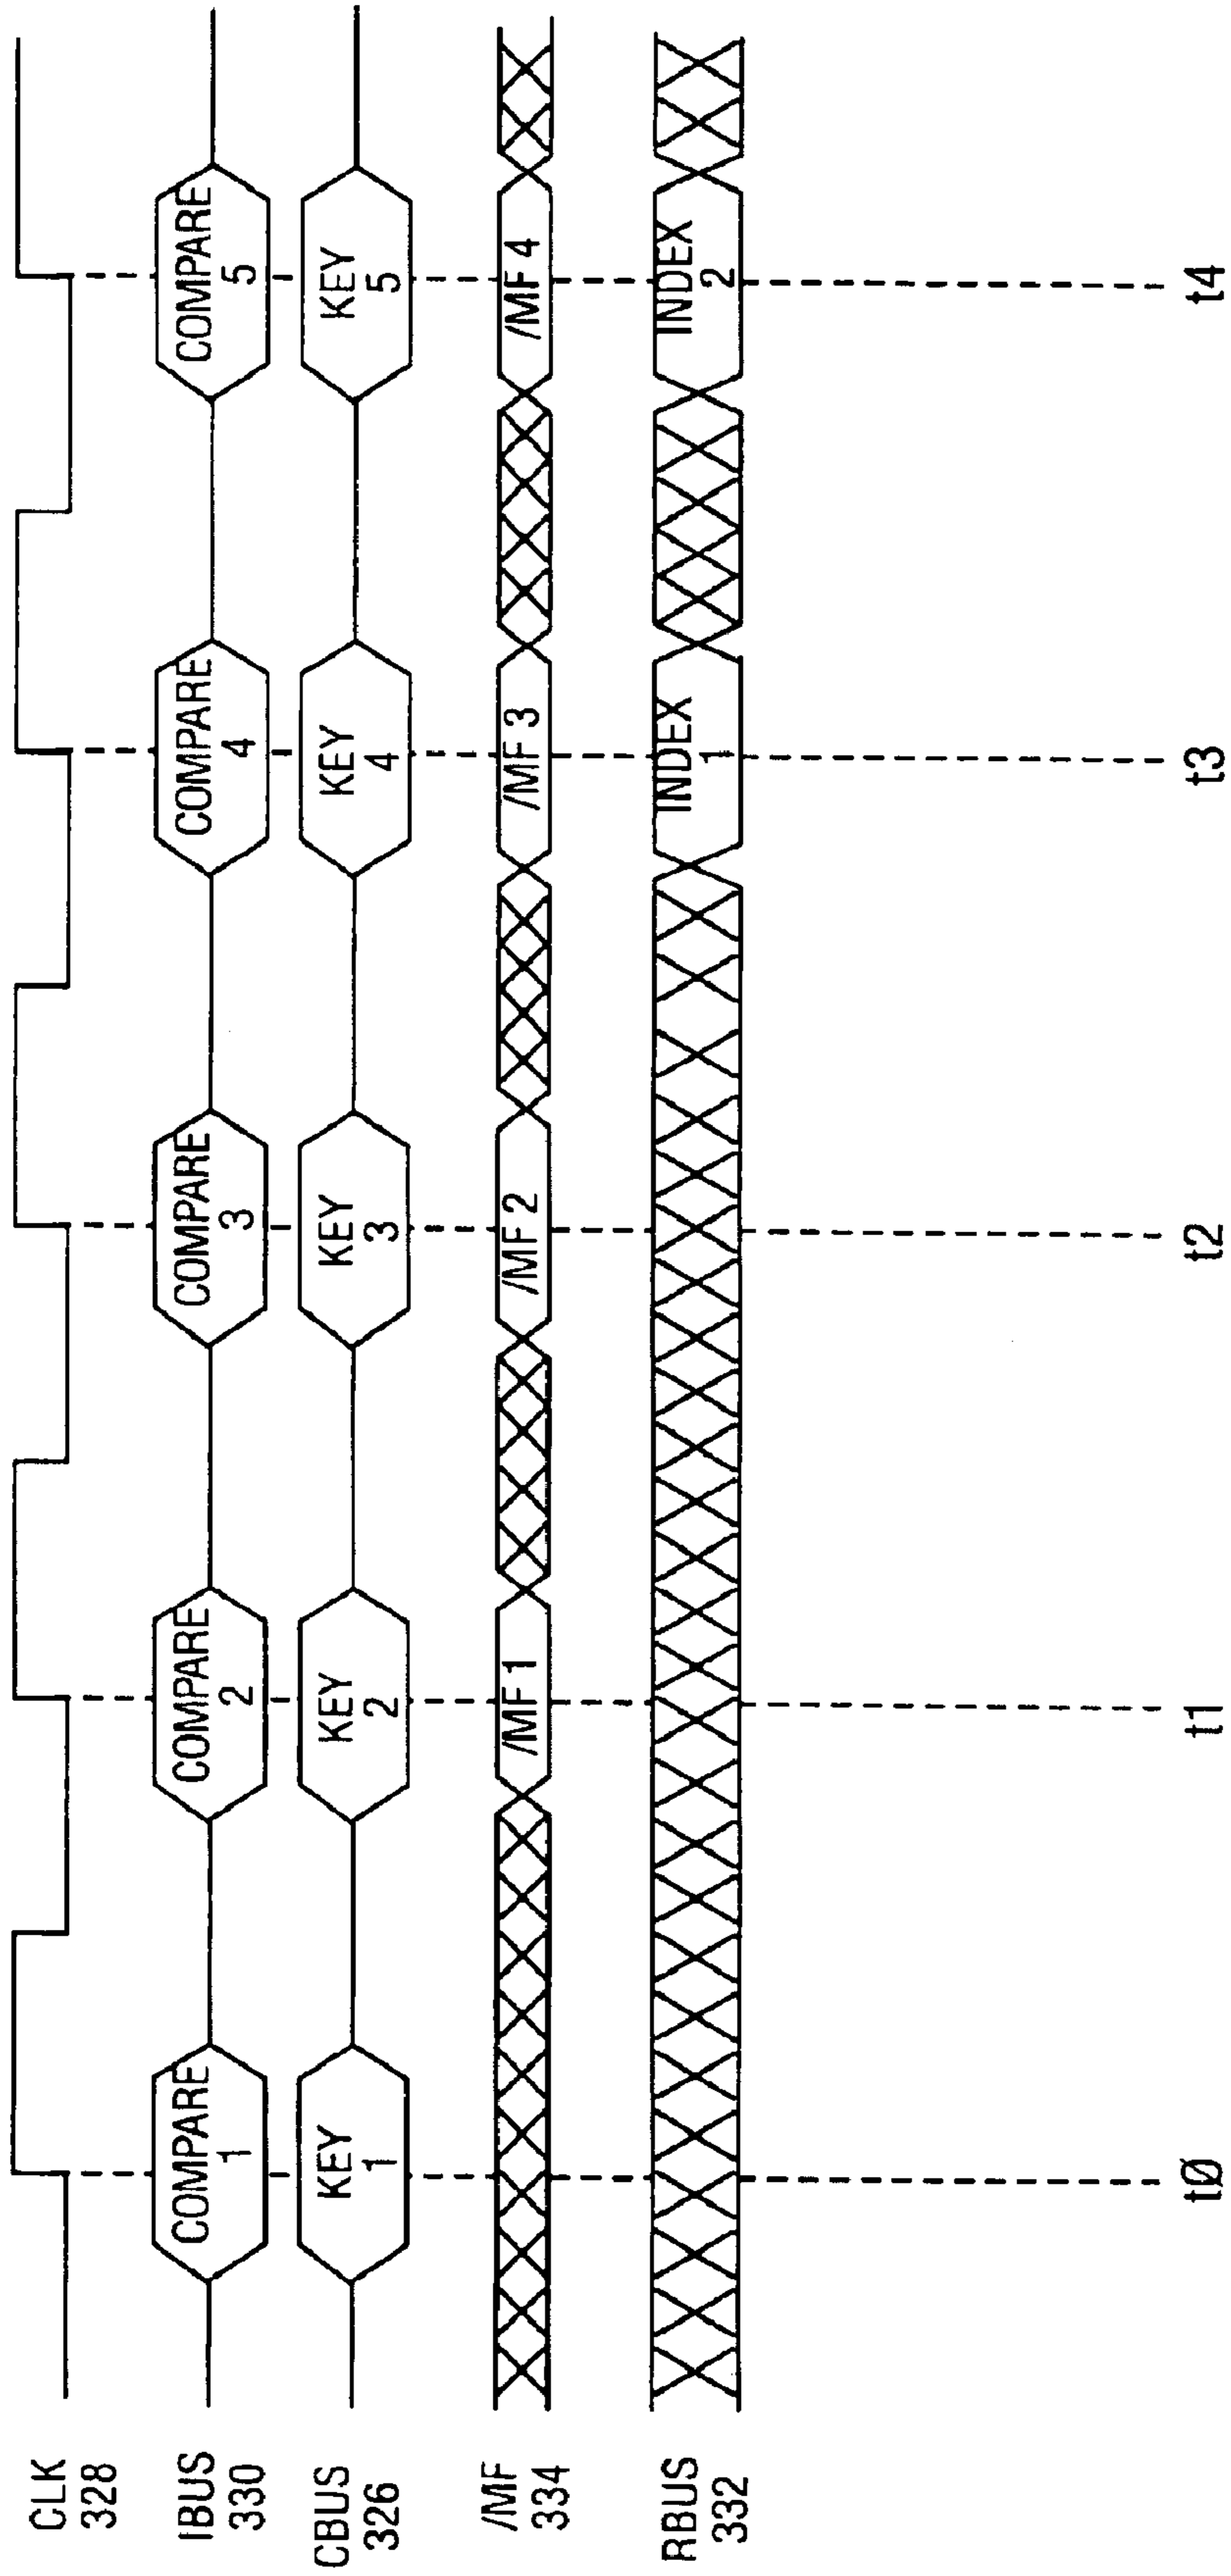 CLK
328
IBUS
330
COMPARE
1
COMPARE
2
COMPARE
3
COMPARE
4
COMPARE
5
CBUS
326
KEY
1
KEY
2
KEY
3
KEY
4
KEY
5
/MF
334
/MF 1
/MF 2
/MF 3
/MF 4
RBUS
332
INDEX
1
INDEX
2
tØ
t1
t2
t3
t4